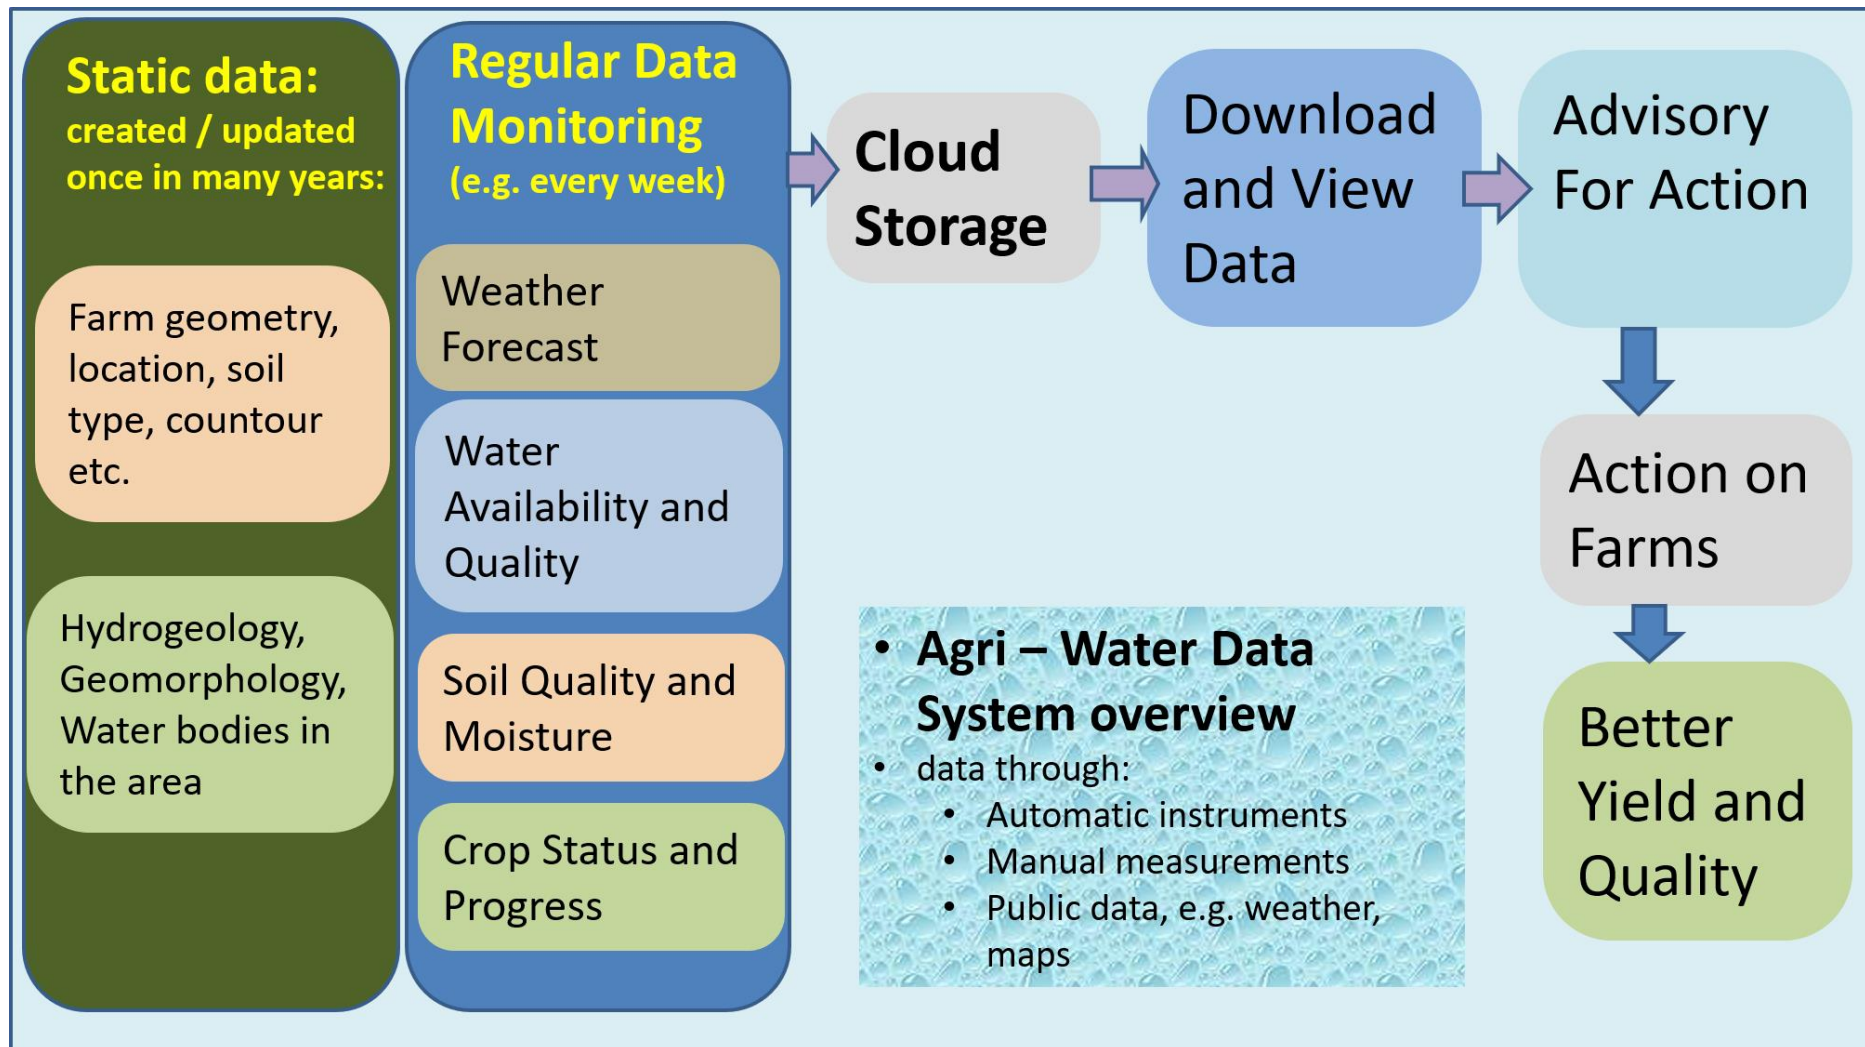 Static data:
created / updated
once in many years:
Farm geometry,
location, soil
type, countour
etc.
Hydrogeology,
Geomorphology,
Water bodies in
the area
Regular Data
Monitoring
(e.g. every week)
Weather
Forecast
Water
Availability and
Quality
Soil Quality and
Moisture
Crop Status and
Progress
Cloud
Storage
Download
and View
Data
Advisory
For Action
Action on
Farms
Better
Yield and
Quality
• Agri – Water Data
System overview
• data through:
• Automatic instruments
• Manual measurements
• Public data, e.g. weather,
maps